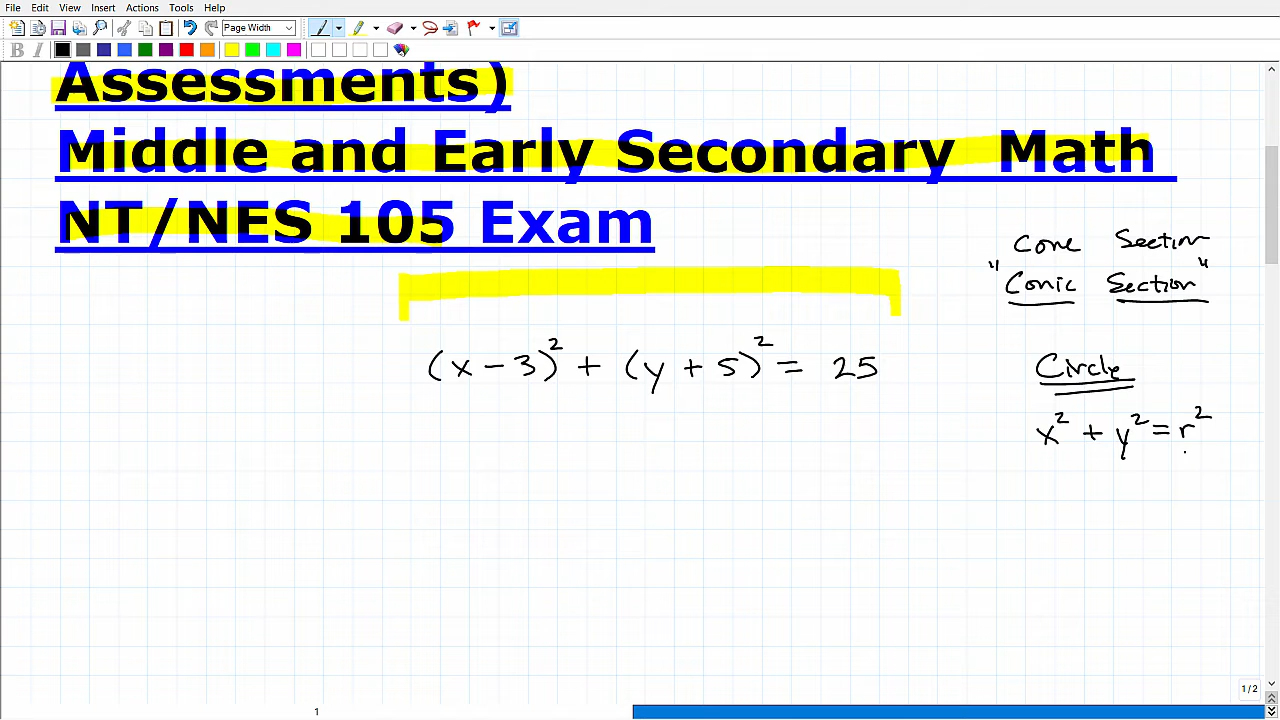 File Edit View Insert Actions Tools Help
Page Width
B I
Assessments)
Middle and Early Secondary Math
NT/NES 105 Exam
Cone Section
"Conic Section"
(x - 3)² + (y + 5)² = 25
Circle
x² + y² = r²
1/2
1